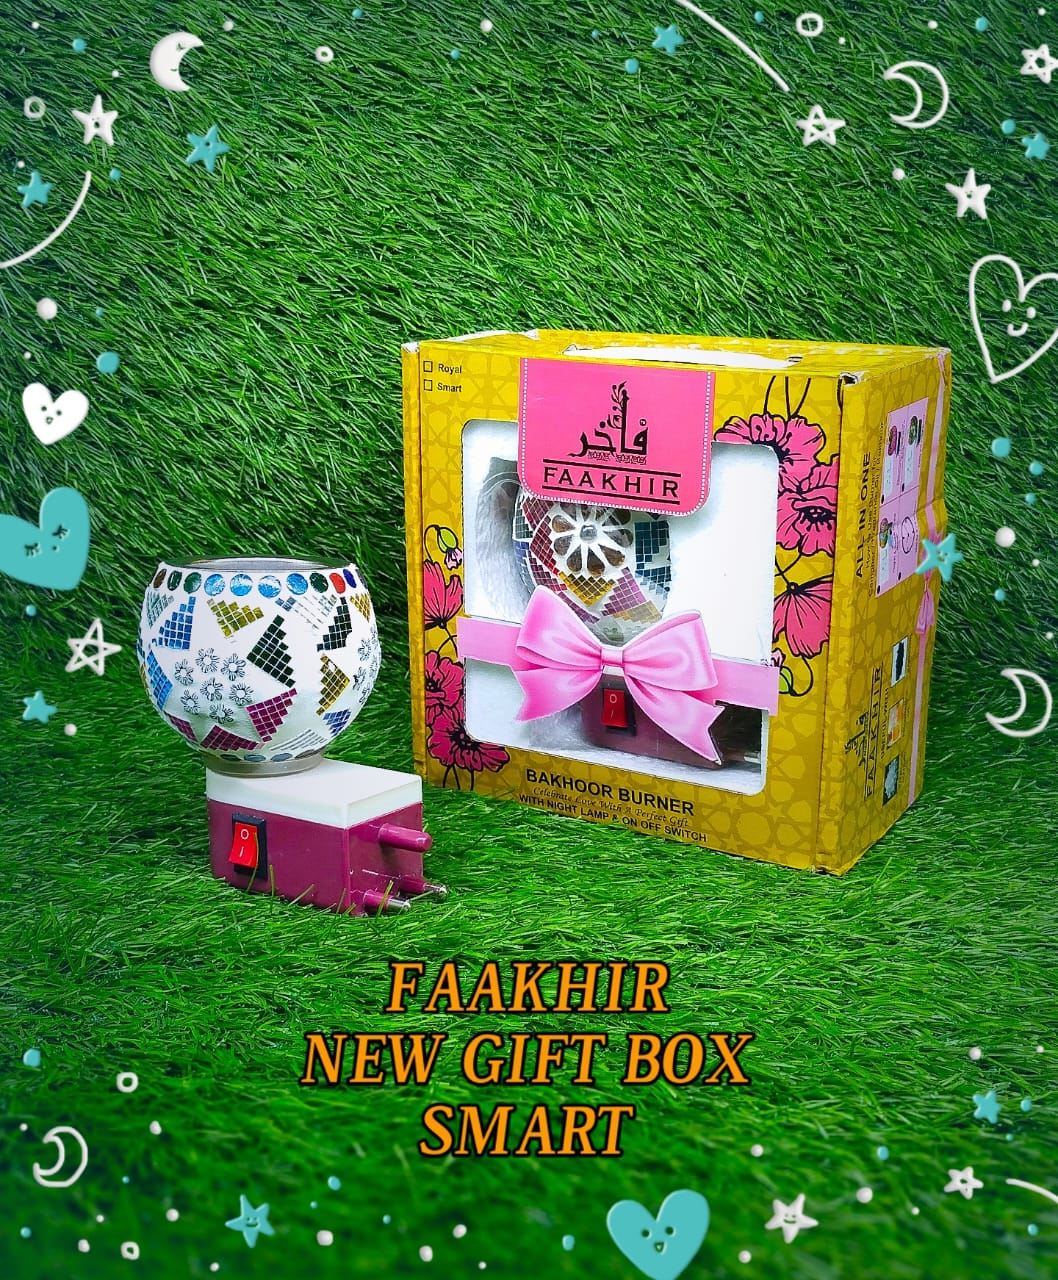 Royal
Smart
فاخر
FAAKHIR
BAKHOOR BURNER
Celebrate Love With A Perfect Gift
WITH NIGHT LAMP & ON OFF SWITCH
ALL IN ONE
FAAKHIR
FAAKHIR
NEW GIFT BOX
SMART